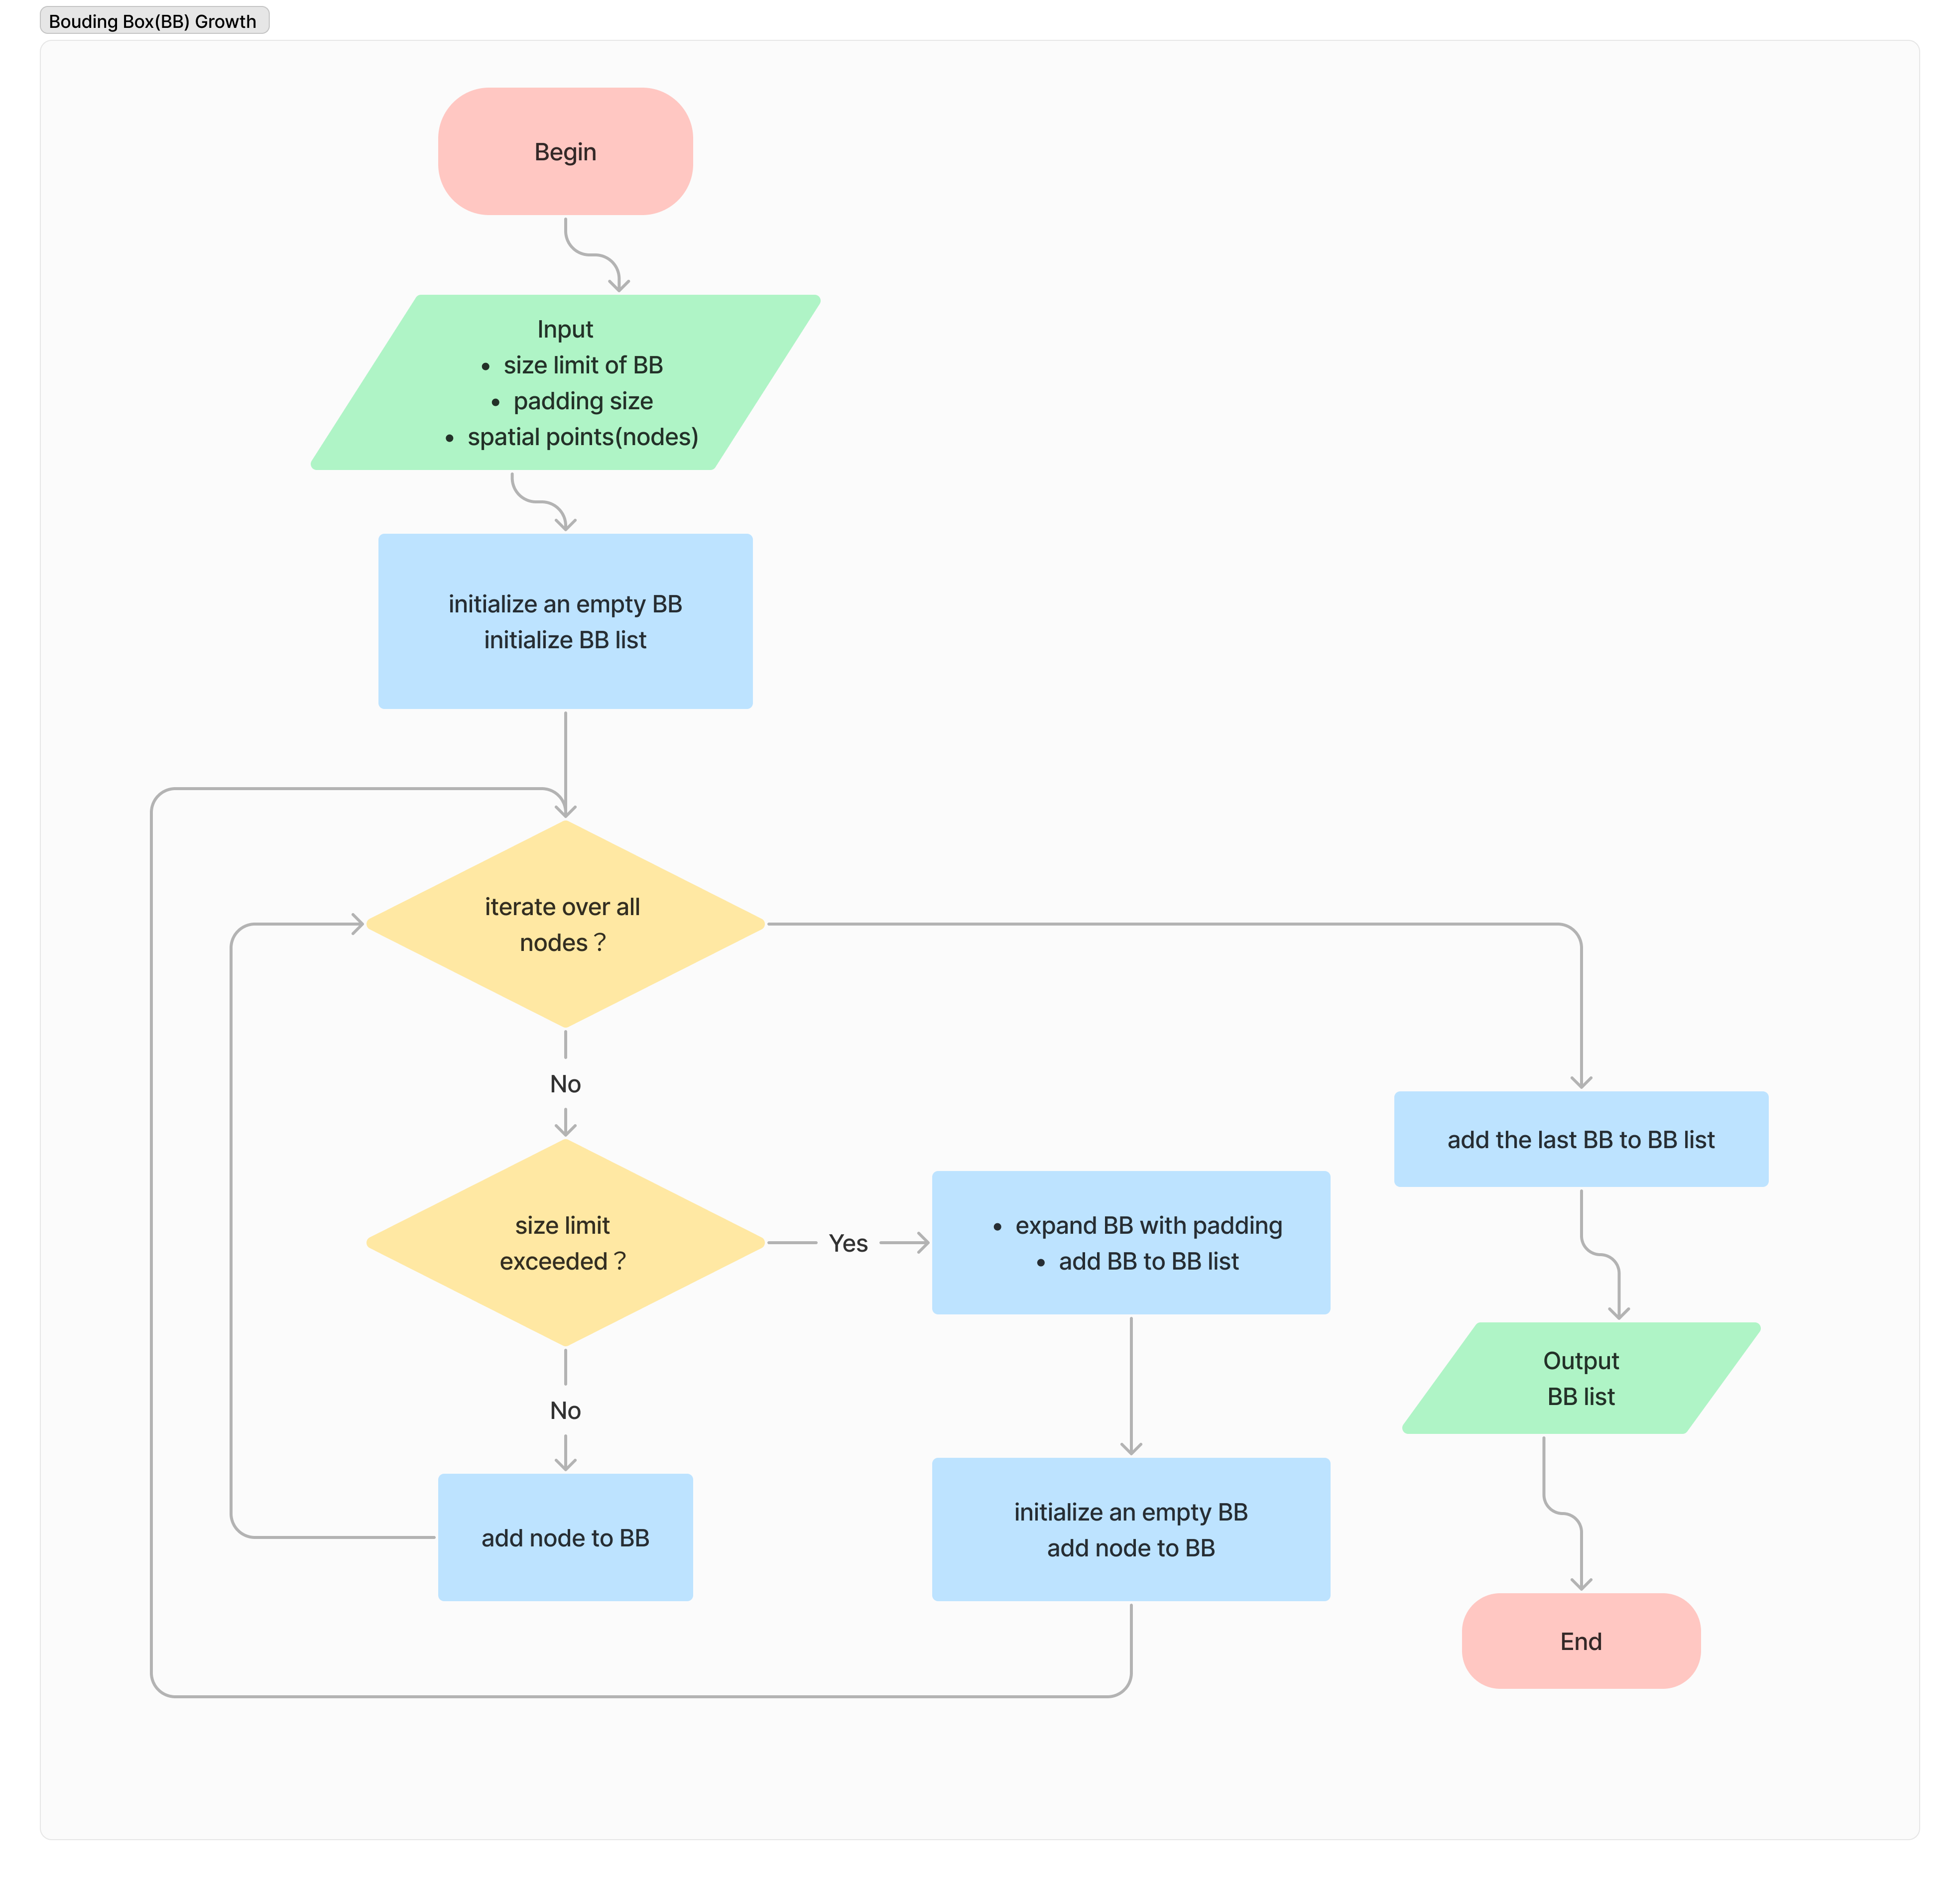 Bouding Box(BB) Growth
Begin
Input
• size limit of BB
• padding size
• spatial points(nodes)
initialize an empty BB
initialize BB list
iterate over all
nodes？
No
size limit
exceeded？
Yes
• expand BB with padding
• add BB to BB list
No
add node to BB
initialize an empty BB
add node to BB
add the last BB to BB list
Output
BB list
End